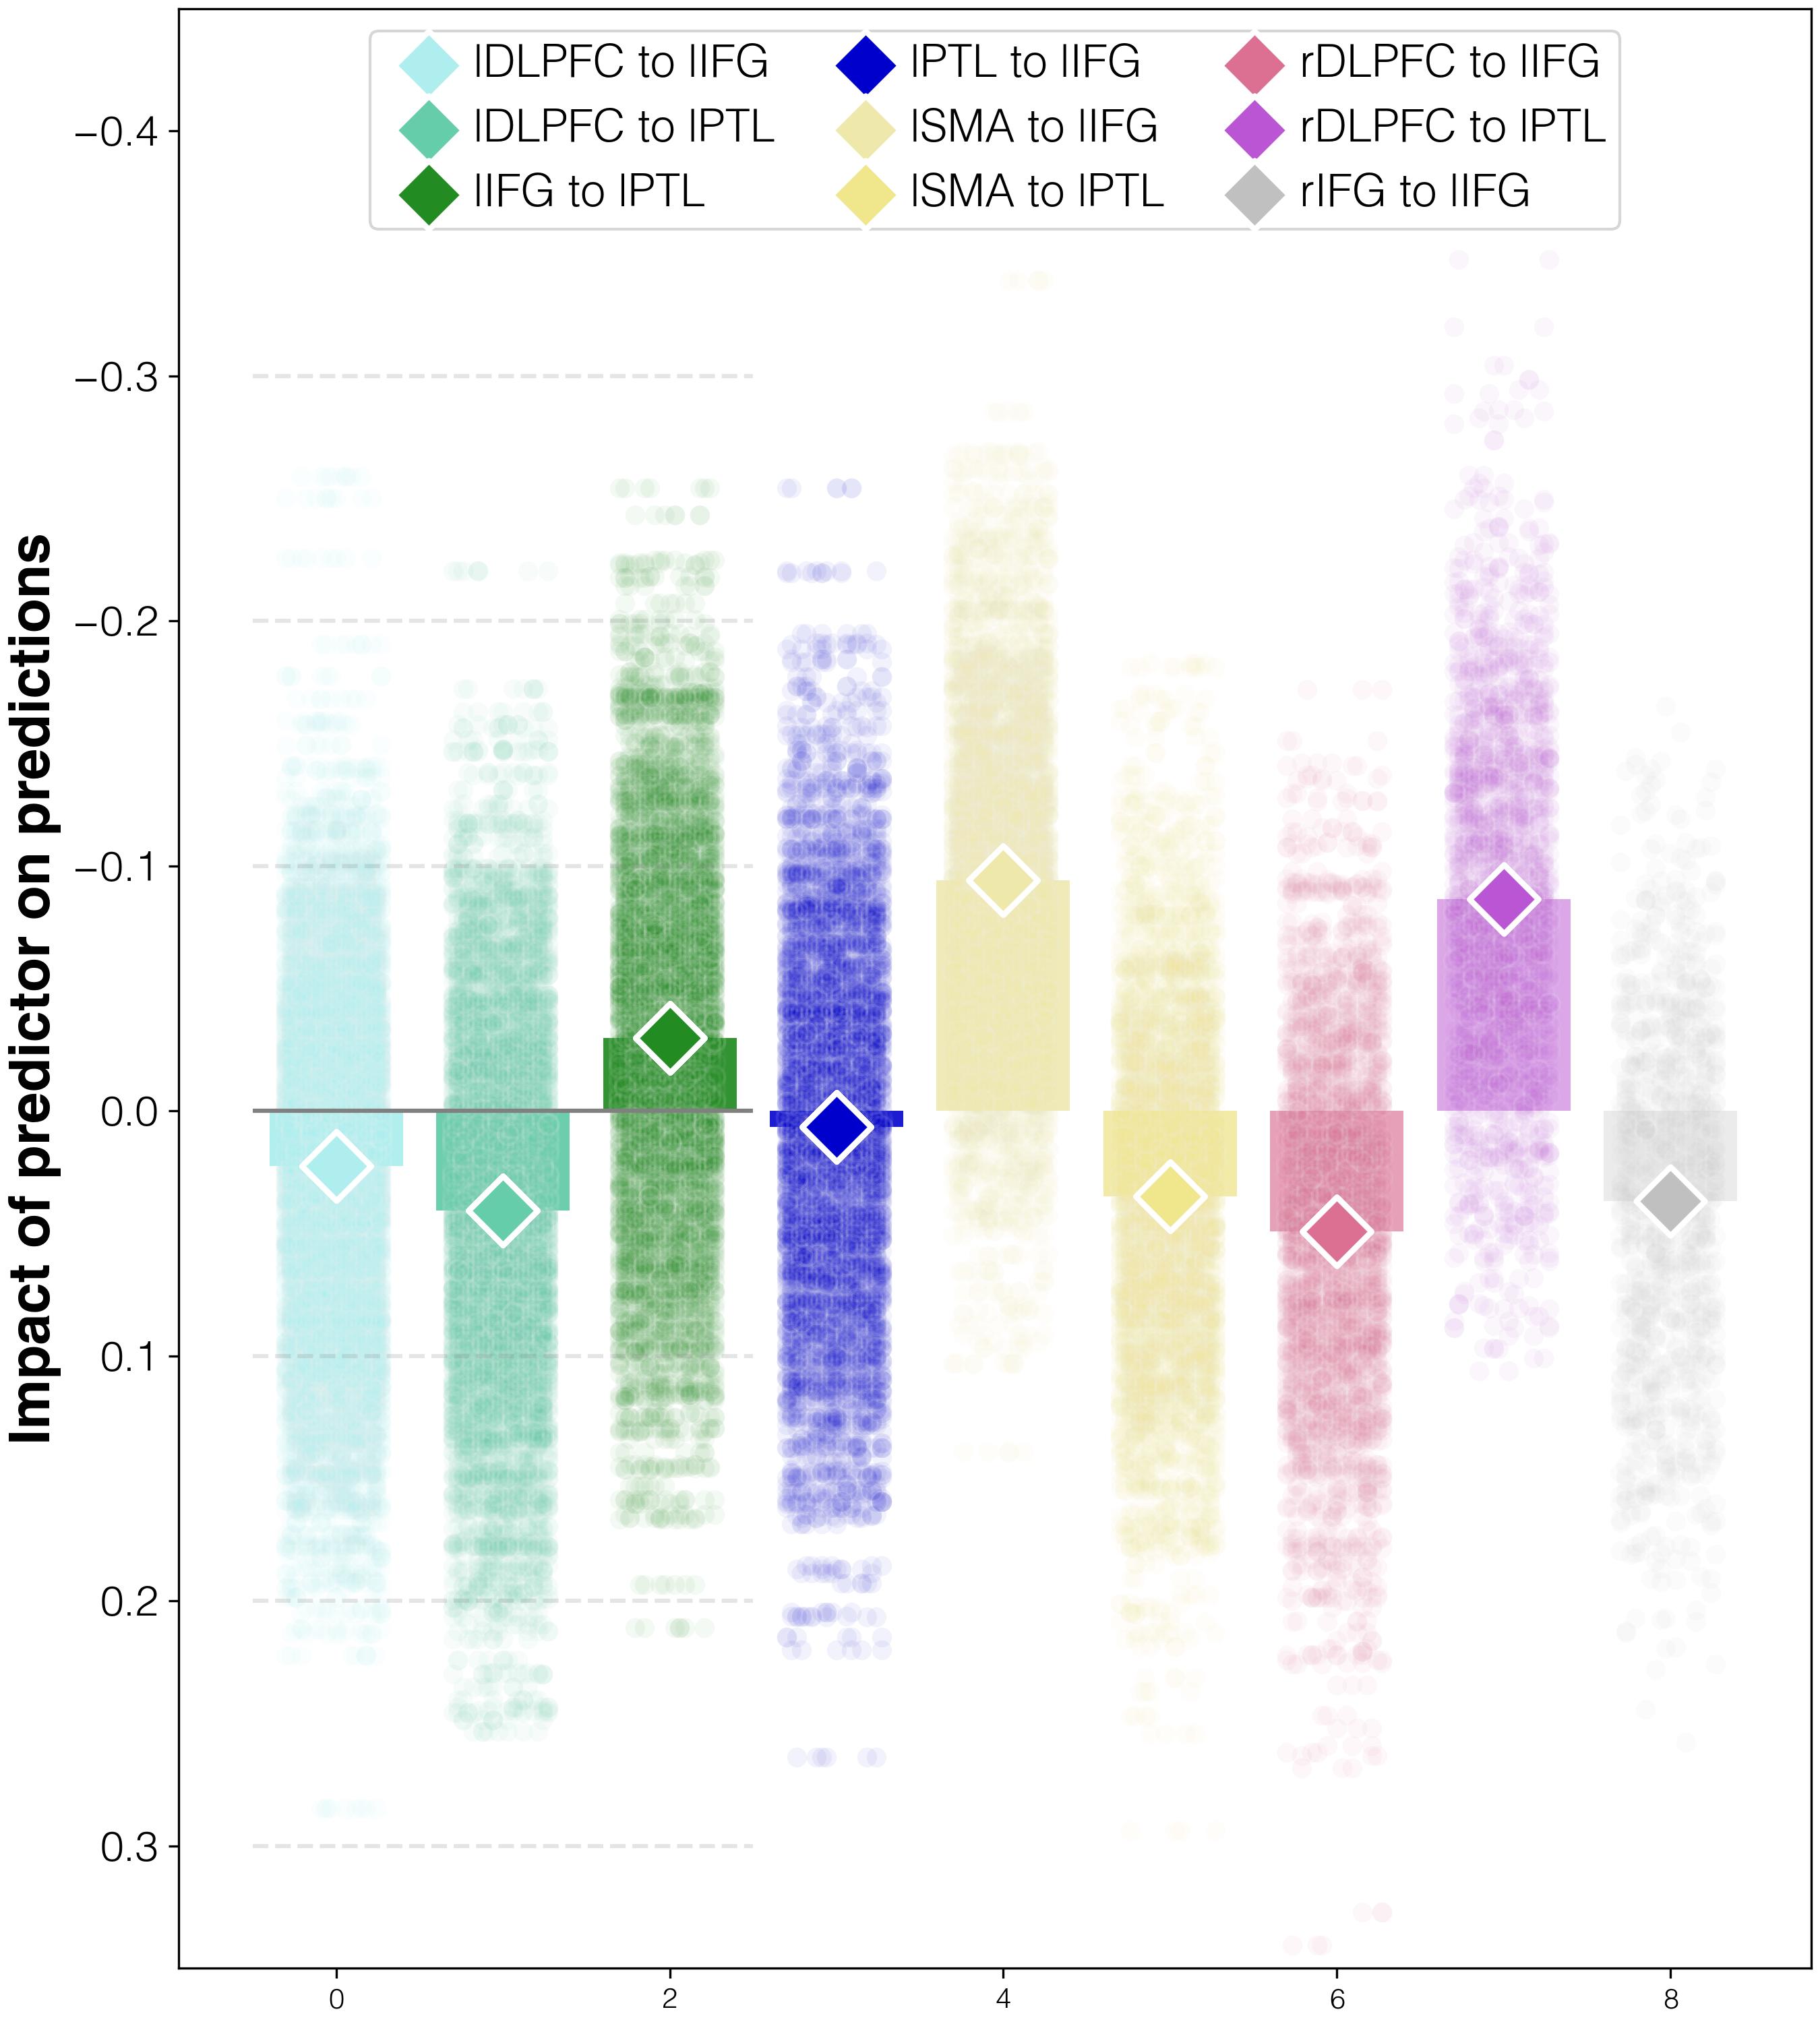 lDLPFC to lIFG
lDLPFC to lPTL
lIFG to lPTL
lPTL to lIFG
lSMA to lIFG
lSMA to lPTL
rDLPFC to lIFG
rDLPFC to lPTL
rIFG to lIFG
Impact of predictor on predictions
−0.4
−0.3
−0.2
−0.1
0.0
0.1
0.2
0.3
0 2 4 6 8